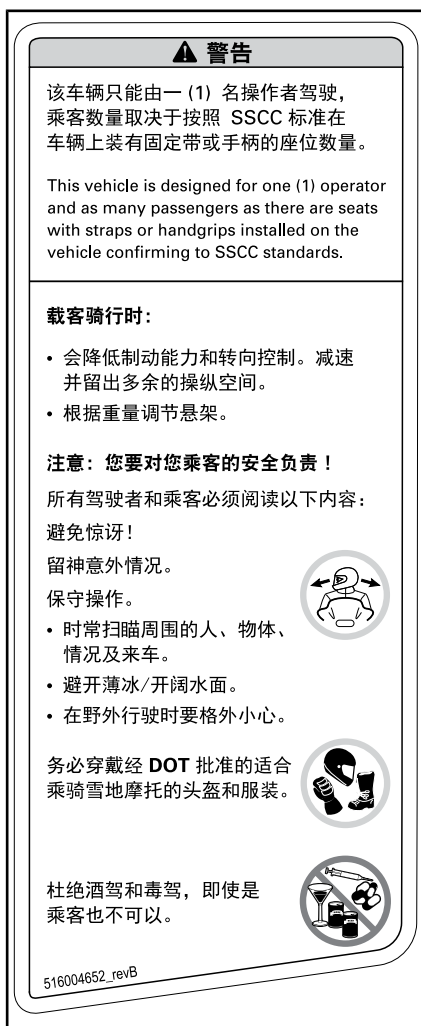 警告
该车辆只能由一 (1) 名操作者驾驶，
乘客数量取决于按照 SSCC 标准在
车辆上装有固定带或手柄的座位数量。
This vehicle is designed for one (1) operator
and as many passengers as there are seats
with straps or handgrips installed on the
vehicle confirming to SSCC standards.
载客骑行时：
• 会降低制动能力和转向控制。减速
并留出多余的操纵空间。
• 根据重量调节悬架。
注意：您要对您乘客的安全负责！
所有驾驶者和乘客必须阅读以下内容：
避免惊讶！
留神意外情况。
保守操作。
• 时常扫瞄周围的人、物体、
情况及来车。
• 避开薄冰/开阔水面。
• 在野外行驶时要格外小心。
务必穿戴经 DOT 批准的适合
乘骑雪地摩托的头盔和服装。
杜绝酒驾和毒驾，即使是
乘客也不可以。
516004652_revB